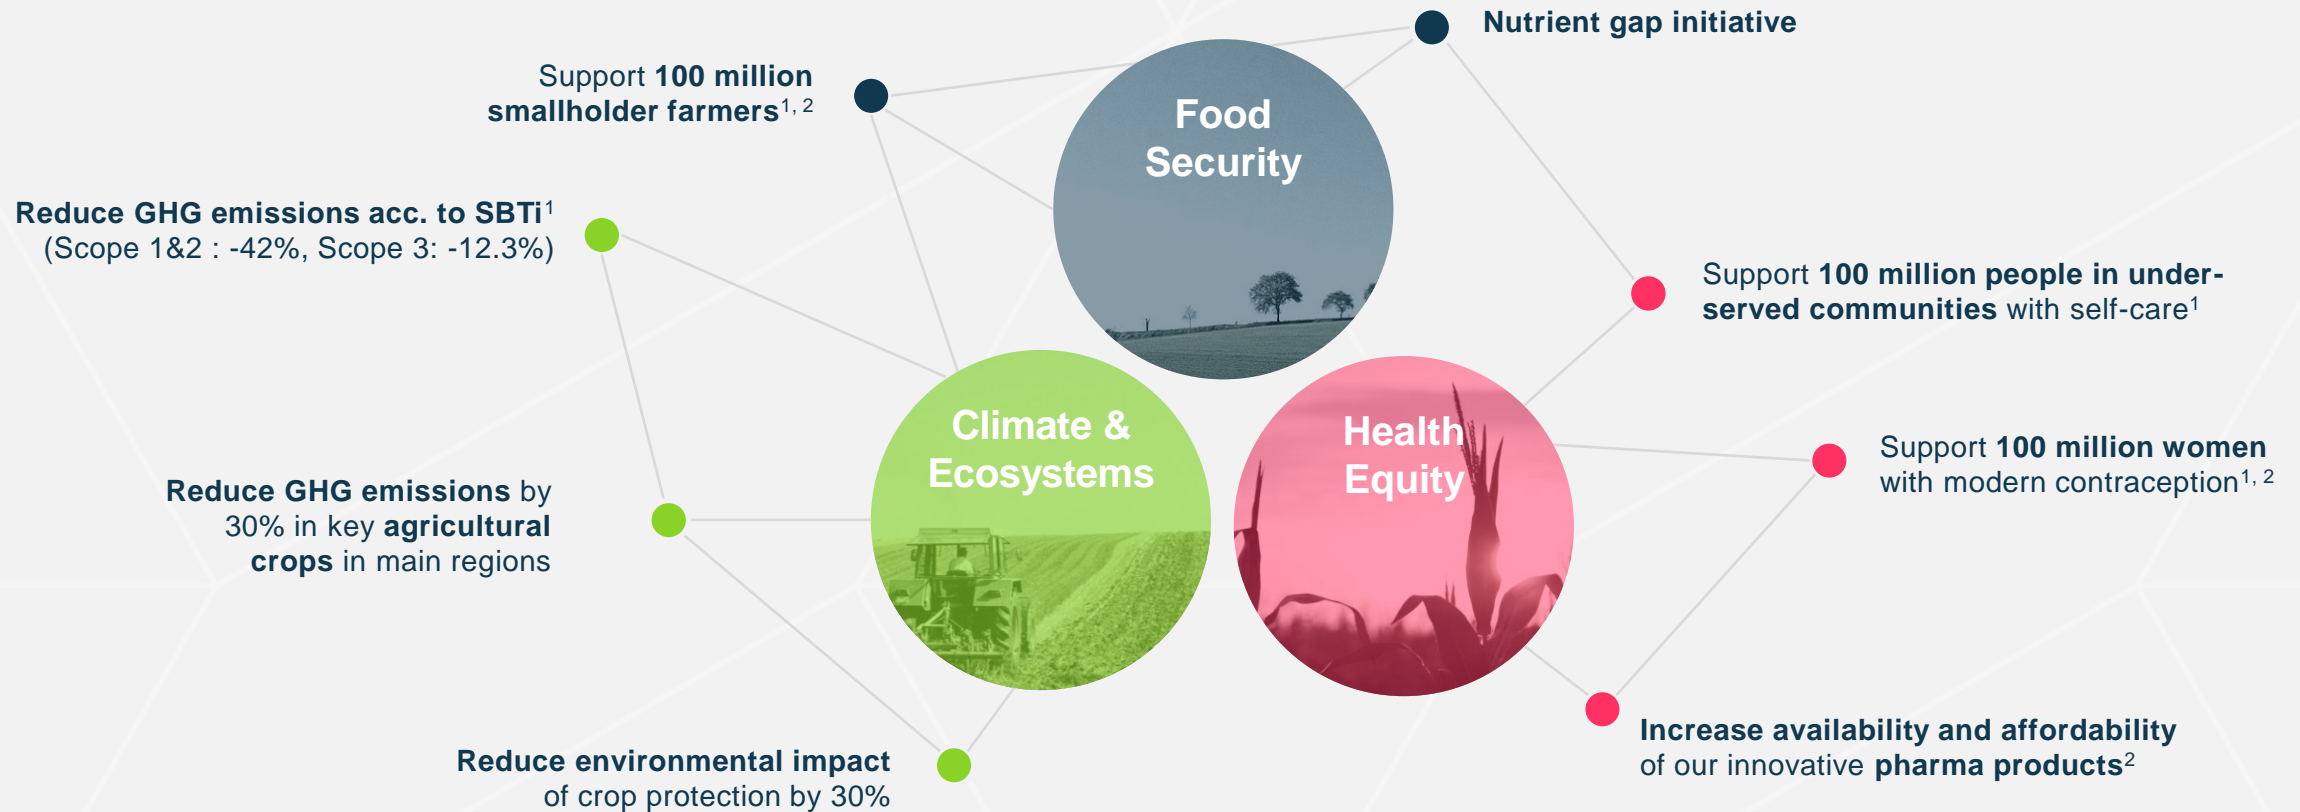 Nutrient gap initiative
Support 100 million
smallholder farmers1, 2
Food
Security
Reduce GHG emissions acc. to SBTi1
(Scope 1&2 : -42%, Scope 3: -12.3%)
Support 100 million people in under-
served communities with self-care1
Climate &
Ecosystems
Health
Equity
Support 100 million women
with modern contraception1, 2
Reduce GHG emissions by
30% in key agricultural
crops in main regions
Increase availability and affordability
of our innovative pharma products2
Reduce environmental impact
of crop protection by 30%